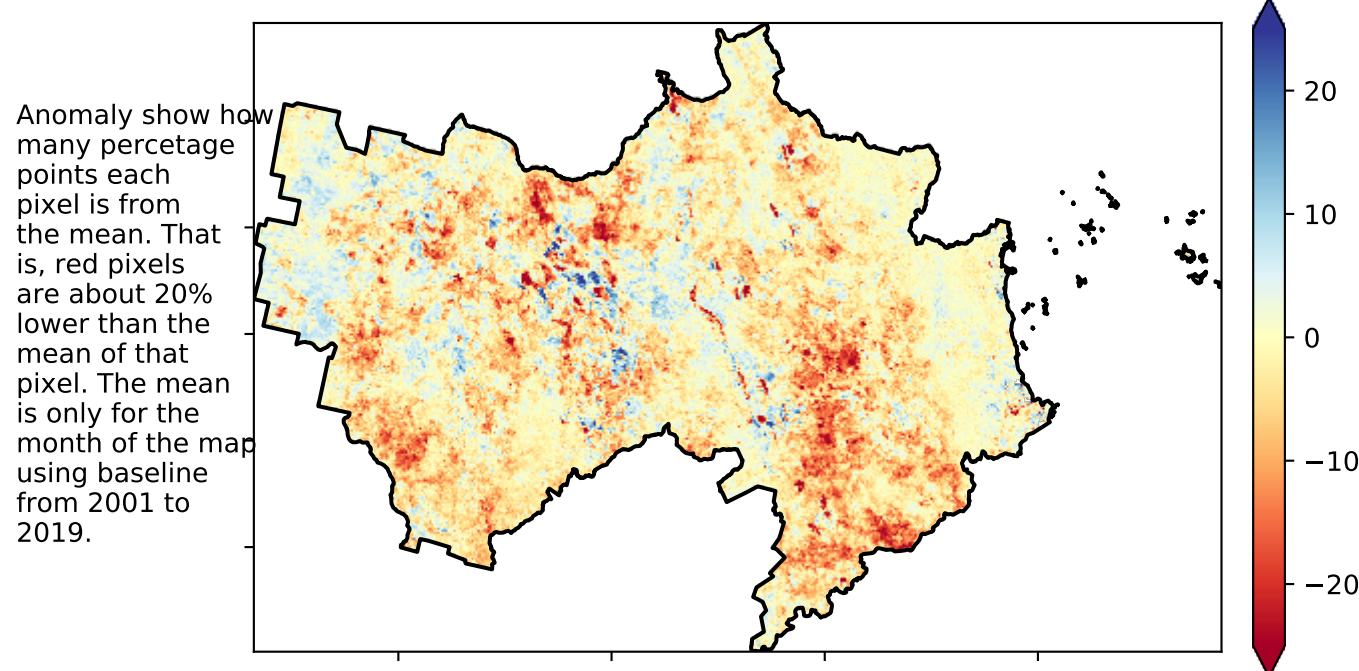 Anomaly show how
many percetage
points each
pixel is from
the mean. That
is, red pixels
are about 20%
lower than the
mean of that
pixel. The mean
is only for the
month of the map
using baseline
from 2001 to
2019.
20
10
0
−10
−20